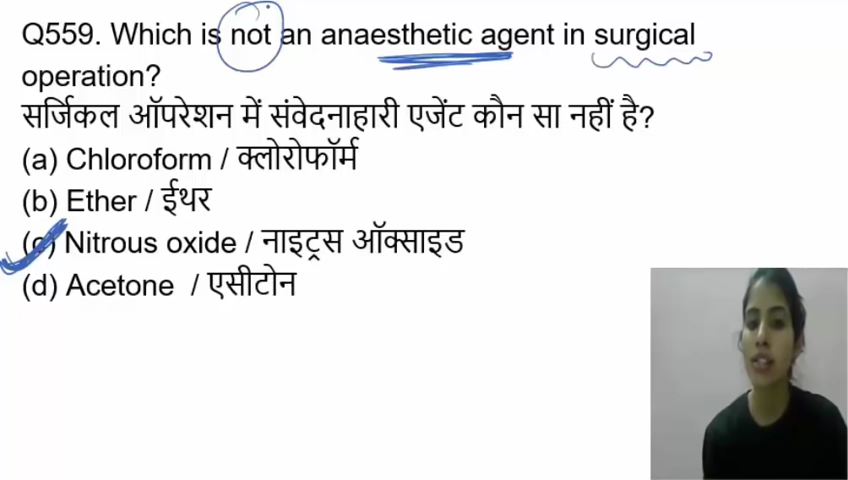 Q559. Which is not an anaesthetic agent in surgical
operation?
सर्जिकल ऑपरेशन में संवेदनाहारी एजेंट कौन सा नहीं है?
(a) Chloroform / क्लोरोफॉर्म
(b) Ether / ईथर
(c) Nitrous oxide / नाइट्रस ऑक्साइड
(d) Acetone / एसीटोन